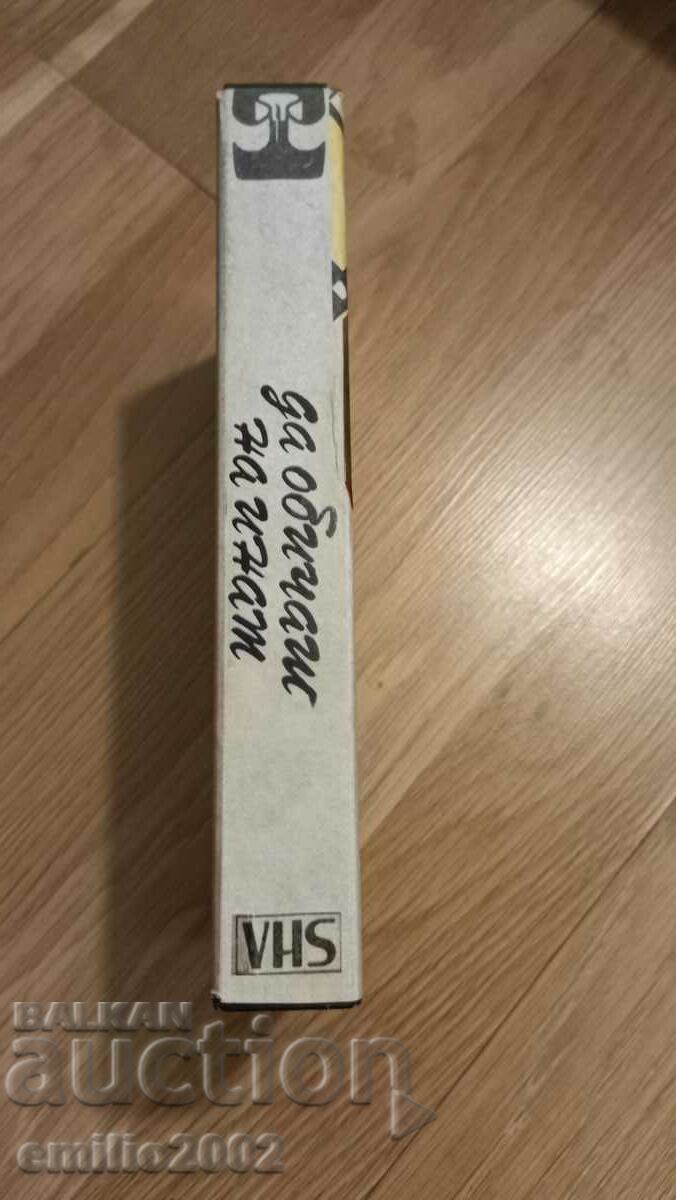 да обичаш
на инат
VHS
BALKAN
auction
emilio2002